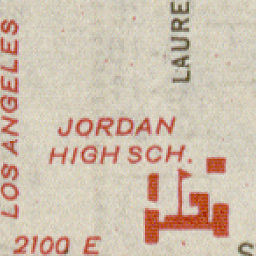 LOS ANGELES
LAURE
JORDAN
HIGH SCH.
2100 E
S